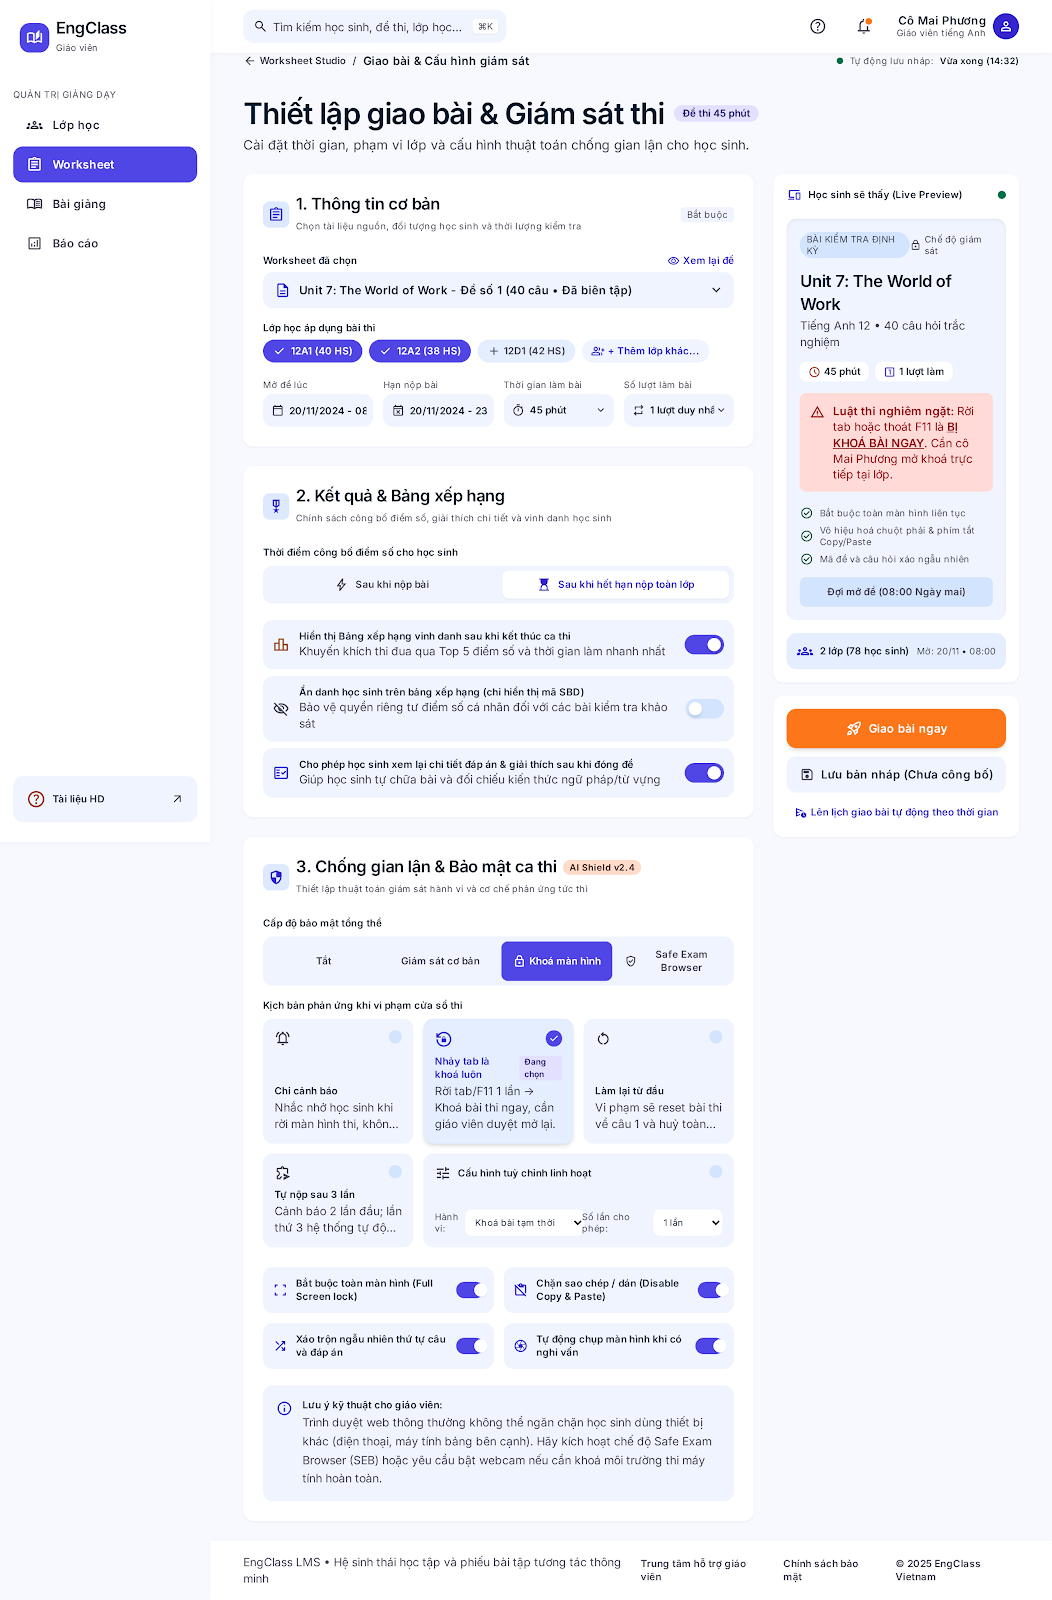 EngClass
Giáo viên
QUẢN TRỊ GIẢNG DẠY
Lớp học
Worksheet
Bài giảng
Báo cáo
Tài liệu HD
Tìm kiếm học sinh, đề thi, lớp học...
⌘K
Cô Mai Phương
Giáo viên tiếng Anh
Worksheet Studio / Giao bài & Cấu hình giám sát
Tự động lưu nháp: Vừa xong (14:32)
Thiết lập giao bài & Giám sát thi
Đề thi 45 phút
Cài đặt thời gian, phạm vi lớp và cấu hình thuật toán chống gian lận cho học sinh.
1. Thông tin cơ bản
Chọn tài liệu nguồn, đối tượng học sinh và thời lượng kiểm tra
Bắt buộc
Worksheet đã chọn
Xem lại đề
Unit 7: The World of Work - Đề số 1 (40 câu • Đã biên tập)
Lớp học áp dụng bài thi
12A1 (40 HS)
12A2 (38 HS)
12D1 (42 HS)
+ Thêm lớp khác...
Mở đề lúc
Hạn nộp bài
Thời gian làm bài
Số lượt làm bài
20/11/2024 - 08
20/11/2024 - 23
45 phút
1 lượt duy nhấ
2. Kết quả & Bảng xếp hạng
Chính sách công bố điểm số, giải thích chi tiết và vinh danh học sinh
Thời điểm công bố điểm số cho học sinh
Sau khi nộp bài
Sau khi hết hạn nộp toàn lớp
Hiển thị Bảng xếp hạng vinh danh sau khi kết thúc ca thi
Khuyến khích thi đua qua Top 5 điểm số và thời gian làm nhanh nhất
Ẩn danh học sinh trên bảng xếp hạng (chỉ hiển thị mã SBD)
Bảo vệ quyền riêng tư điểm số cá nhân đối với các bài kiểm tra khảo
sát
Cho phép học sinh xem lại chi tiết đáp án & giải thích sau khi đóng đề
Giúp học sinh tự chữa bài và đối chiếu kiến thức ngữ pháp/từ vựng
3. Chống gian lận & Bảo mật ca thi
AI Shield v2.4
Thiết lập thuật toán giám sát hành vi và cơ chế phản ứng tức thì
Cấp độ bảo mật tổng thể
Tắt
Giám sát cơ bản
Khoá màn hình
Safe Exam
Browser
Kịch bản phản ứng khi vi phạm cửa sổ thi
Chỉ cảnh báo
Nhắc nhở học sinh khi
rời màn hình thi, khôn...
Nhảy tab là
khoá luôn
Đang
chọn
Rời tab/F11 1 lần →
Khoá bài thi ngay, cần
giáo viên duyệt mở lại.
Làm lại từ đầu
Vi phạm sẽ reset bài thi
về câu 1 và huỷ toàn...
Tự nộp sau 3 lần
Cảnh báo 2 lần đầu; lần
thứ 3 hệ thống tự độ...
Cấu hình tuỳ chỉnh linh hoạt
Hành
vi:
Khoá bài tạm thời
Số lần cho
phép:
1 lần
Bắt buộc toàn màn hình (Full
Screen lock)
Chặn sao chép / dán (Disable
Copy & Paste)
Xáo trộn ngẫu nhiên thứ tự câu
và đáp án
Tự động chụp màn hình khi có
nghi vấn
Lưu ý kỹ thuật cho giáo viên:
Trình duyệt web thông thường không thể ngăn chặn học sinh dùng thiết bị
khác (điện thoại, máy tính bảng bên cạnh). Hãy kích hoạt chế độ Safe Exam
Browser (SEB) hoặc yêu cầu bật webcam nếu cần khoá môi trường thi máy
tính hoàn toàn.
Học sinh sẽ thấy (Live Preview)
BÀI KIỂM TRA ĐỊNH
KỲ
Chế độ giám
sát
Unit 7: The World of
Work
Tiếng Anh 12 • 40 câu hỏi trắc
nghiệm
45 phút
1 lượt làm
Luật thi nghiêm ngặt: Rời
tab hoặc thoát F11 là BỊ
KHOÁ BÀI NGAY. Cần cô
Mai Phương mở khoá trực
tiếp tại lớp.
Bắt buộc toàn màn hình liên tục
Vô hiệu hoá chuột phải & phím tắt
Copy/Paste
Mã đề và câu hỏi xáo ngẫu nhiên
Đợi mở đề (08:00 Ngày mai)
2 lớp (78 học sinh)
Mở: 20/11 • 08:00
Giao bài ngay
Lưu bản nháp (Chưa công bố)
Lên lịch giao bài tự động theo thời gian
EngClass LMS • Hệ sinh thái học tập và phiếu bài tập tương tác thông
minh
Trung tâm hỗ trợ giáo
viên
Chính sách bảo
mật
© 2025 EngClass
Vietnam